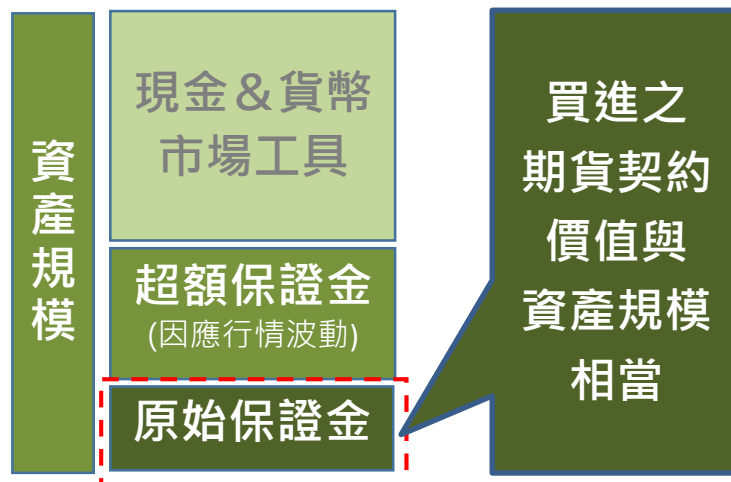 資產規模
現金＆貨幣
市場工具
超額保證金
(因應行情波動)
原始保證金
買進之
期貨契約
價值與
資產規模
相當